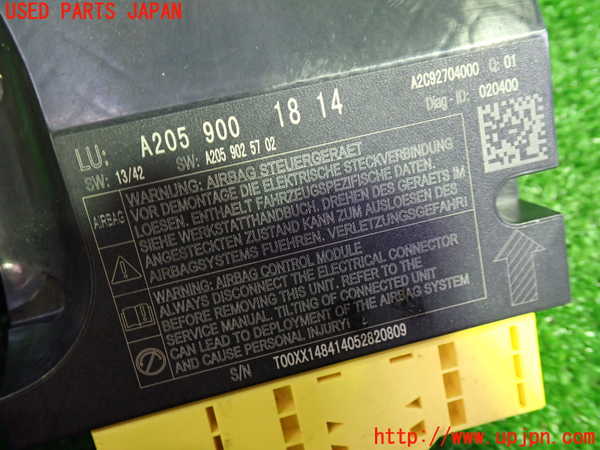 USED PARTS JAPAN
A2C92704000 Q: 01
Diag - ID: 020400
LU: A205 900 18 14
SW: 13/42 SW: A205 902 57 02
AIRBAG
WARNUNG: AIRBAG STEUERGERAET
VOR DEMONTAGE DIE ELEKTRISCHE STECKVERBINDUNG
LOESEN. ENTHAELT FAHRZEUGSPEZIFISCHE DATEN.
SIEHE WERKSTATTHANDBUCH. DREHEN DES GERAETS IM
ANGESTECKTEN ZUSTAND KANN ZUM AUSLOESEN DES
AIRBAGSYSTEMS FUEHREN. VERLETZUNGSGEFAHR!
WARNING: AIRBAG CONTROL MODULE
ALWAYS DISCONNECT THE ELECTRICAL CONNECTOR
BEFORE REMOVING THIS UNIT. REFER TO THE
SERVICE MANUAL. TILTING OF CONNECTED UNIT
CAN LEAD TO DEPLOYMENT OF THE AIRBAG SYSTEM
AND CAUSE PERSONAL INJURY!
S/N T00XX148414052820809
http://www.upjpn.com/